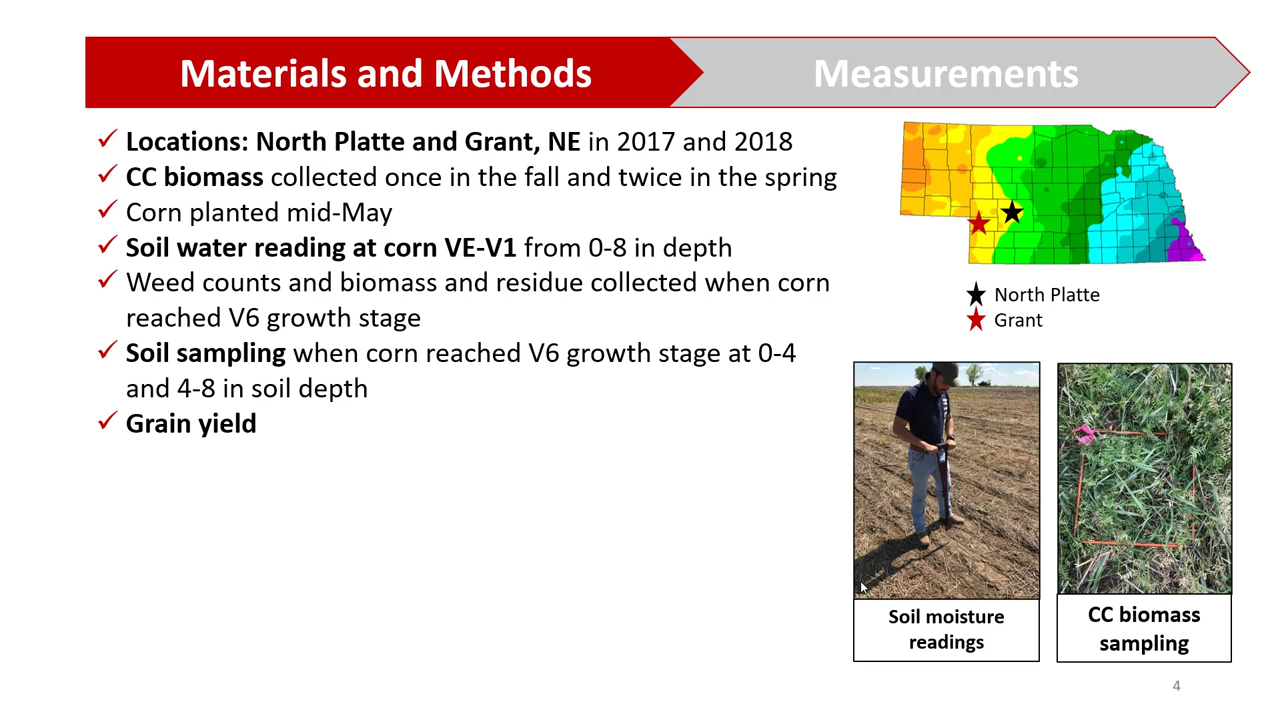 Materials and Methods
Measurements
✓ Locations: North Platte and Grant, NE in 2017 and 2018
✓ CC biomass collected once in the fall and twice in the spring
✓ Corn planted mid-May
✓ Soil water reading at corn VE-V1 from 0-8 in depth
✓ Weed counts and biomass and residue collected when corn
reached V6 growth stage
✓ Soil sampling when corn reached V6 growth stage at 0-4
and 4-8 in soil depth
✓ Grain yield
North Platte
Grant
Soil moisture
readings
CC biomass
sampling
4